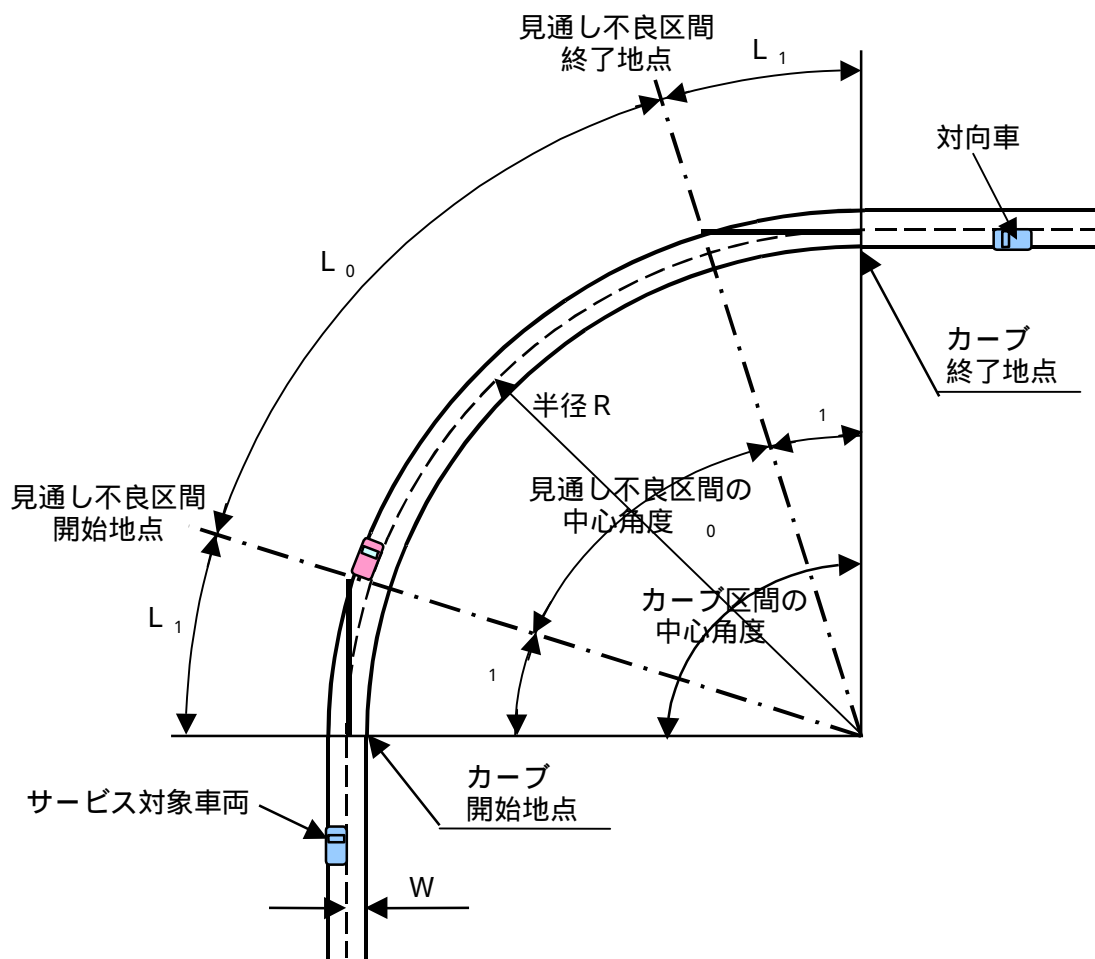 見通し不良区間
終了地点
L 1
対向車
L 0
カーブ
終了地点
半径R
1
見通し不良区間
開始地点
見通し不良区間の
中心角度 0
カーブ区間の
中心角度
L 1
1
カーブ
開始地点
サービス対象車両
W